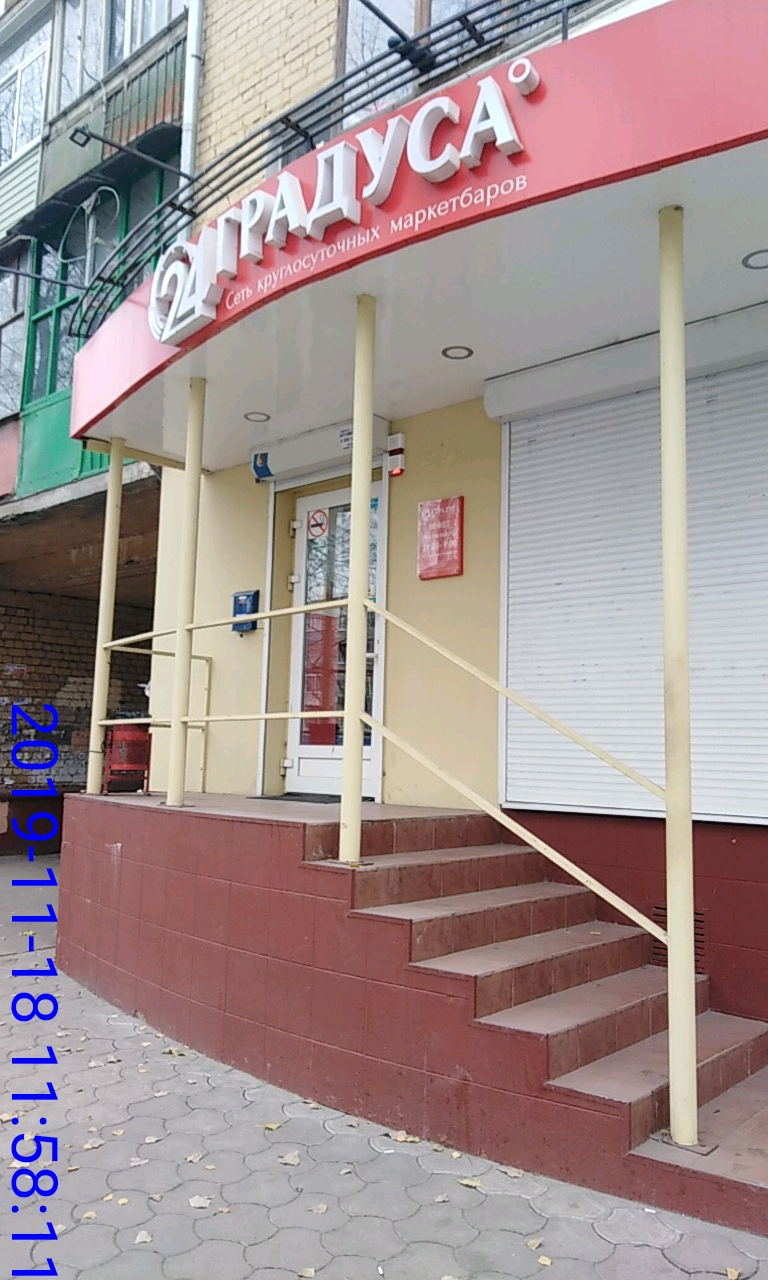 24 ГРАДУСА°
Сеть круглосуточных маркетбаров
2019-11-18 11:58:11